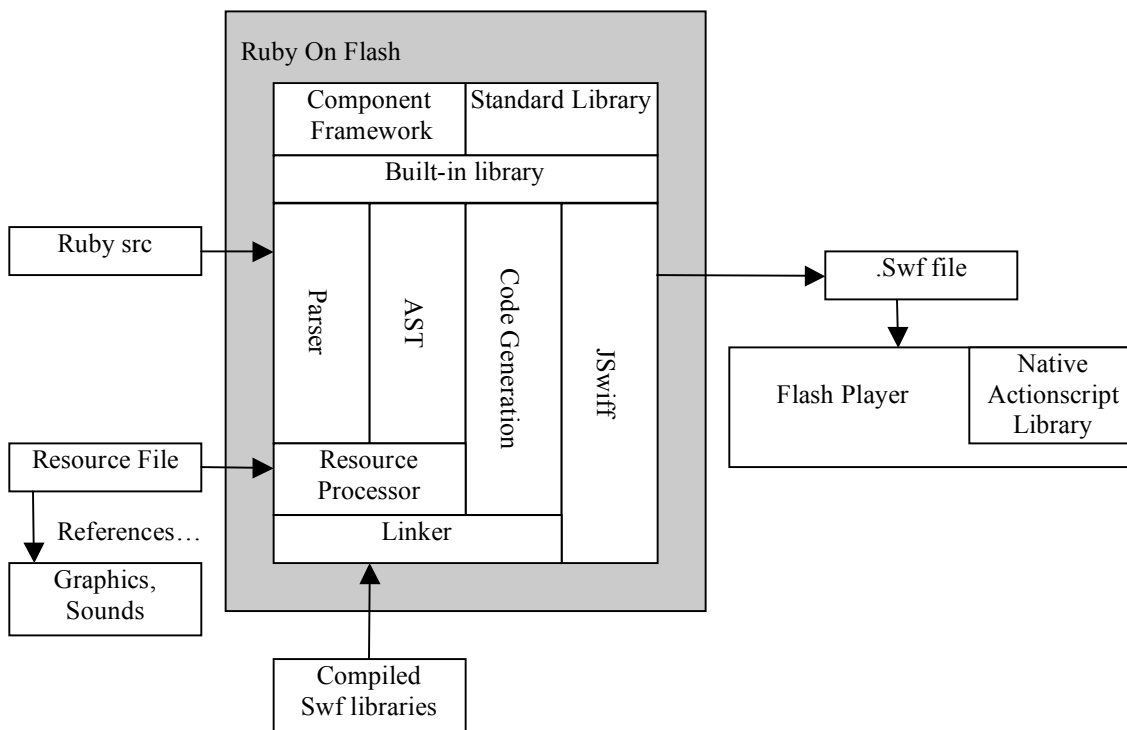 Ruby On Flash
Component
Framework
Standard Library
Built-in library
Ruby src
Parser
AST
Code Generation
JSwiff
.Swf file
Flash Player
Native
Actionscript
Library
Resource File
Resource
Processor
References…
Linker
Graphics,
Sounds
Compiled
Swf libraries